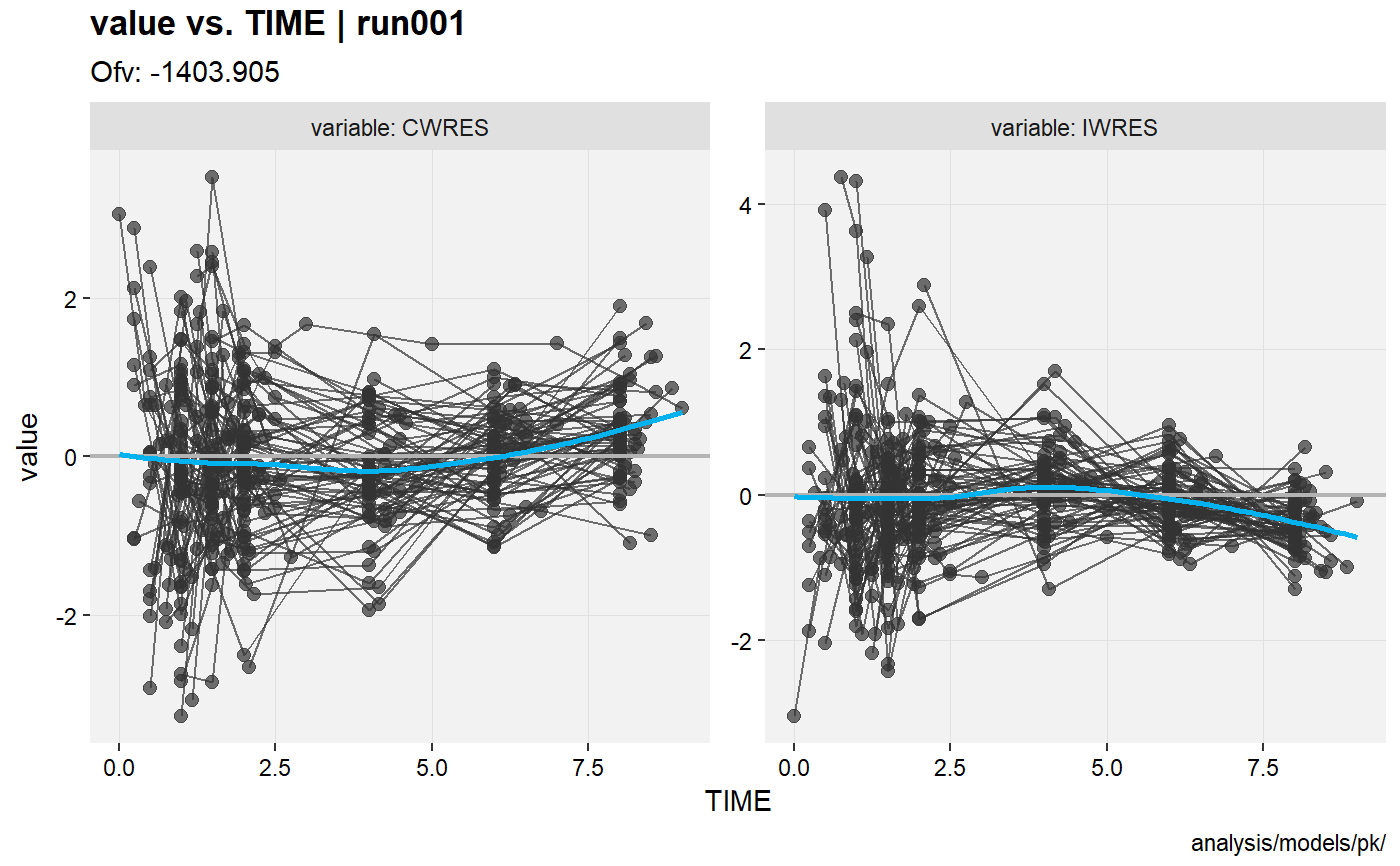 value vs. TIME | run001
Ofv: -1403.905
variable: CWRES
variable: IWRES
value
2
0
-2
4
2
0
-2
0.0
2.5
5.0
7.5
0.0
2.5
5.0
7.5
TIME
analysis/models/pk/